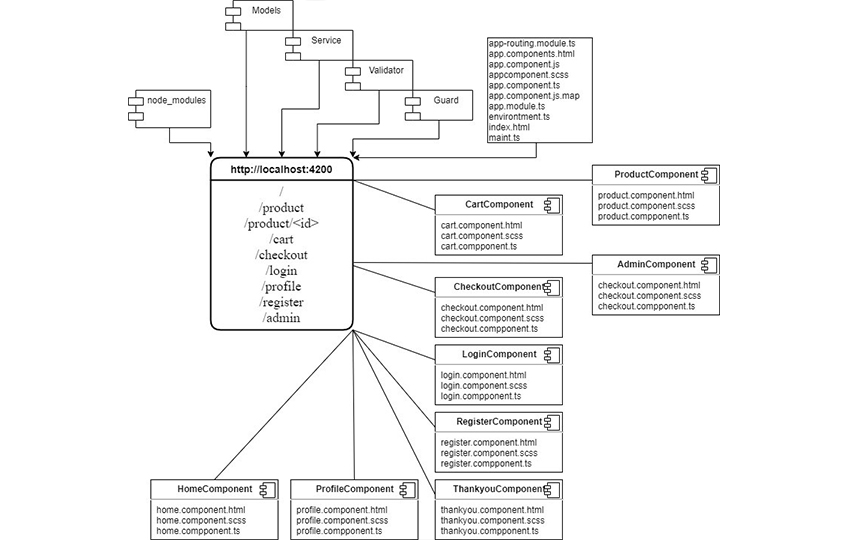 Models
Service
Validator
Guard
node_modules
app-routing.module.ts
app.components.html
app.component.js
appcomponent.scss
app.component.ts
app.component.js.map
app.module.ts
environtment.ts
index.html
maint.ts
http://localhost:4200
/
/product
/product/<id>
/cart
/checkout
/login
/profile
/register
/admin
ProductComponent
product.component.html
product.component.scss
product.compponent.ts
CartComponent
cart.component.html
cart.component.scss
cart.compponent.ts
AdminComponent
checkout.component.html
checkout.component.scss
checkout.compponent.ts
CheckoutComponent
checkout.component.html
checkout.component.scss
checkout.compponent.ts
LoginComponent
login.component.html
login.component.scss
login.compponent.ts
RegisterComponent
register.component.html
register.component.scss
register.compponent.ts
HomeComponent
home.component.html
home.component.scss
home.compponent.ts
ProfileComponent
profile.component.html
profile.component.scss
profile.compponent.ts
ThankyouComponent
thankyou.component.html
thankyou.component.scss
thankyou.compponent.ts